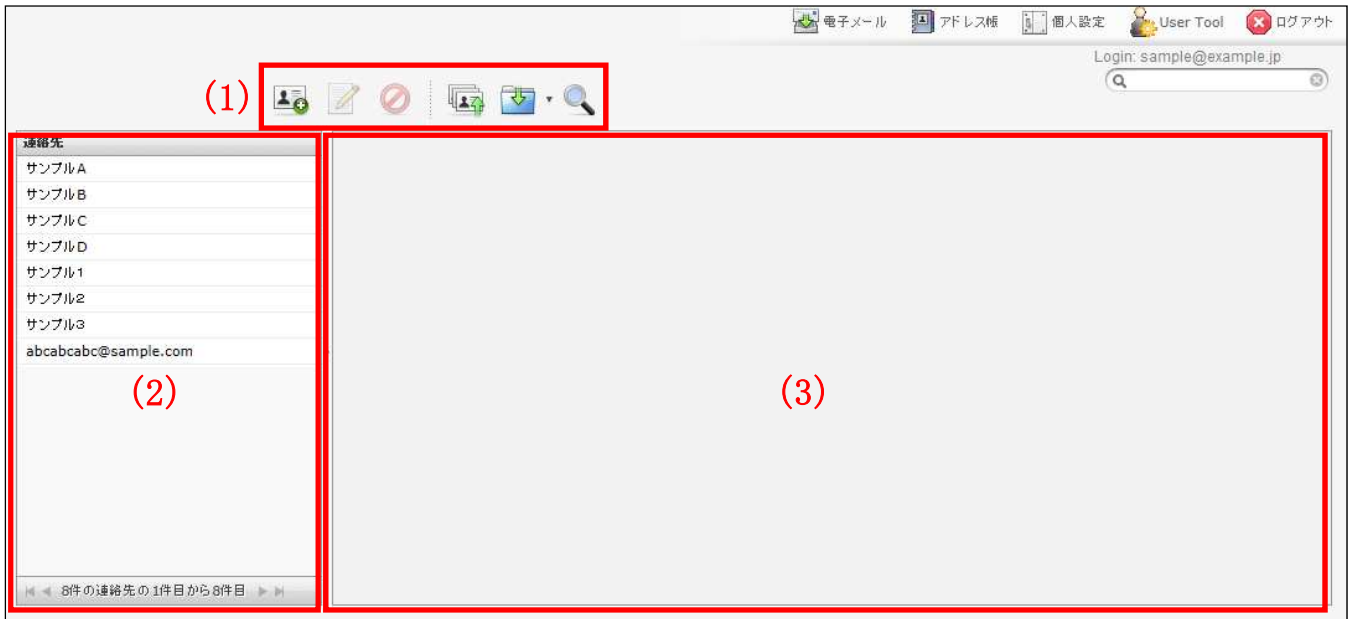 電子メール アドレス帳 個人設定 User Tool ログアウト
Login: sample@example.jp
(1)
連絡先
サンプルA
サンプルB
サンプルC
サンプルD
サンプル1
サンプル2
サンプル3
abcabcabc@sample.com
(2)
(3)
8件の連絡先の1件目から8件目